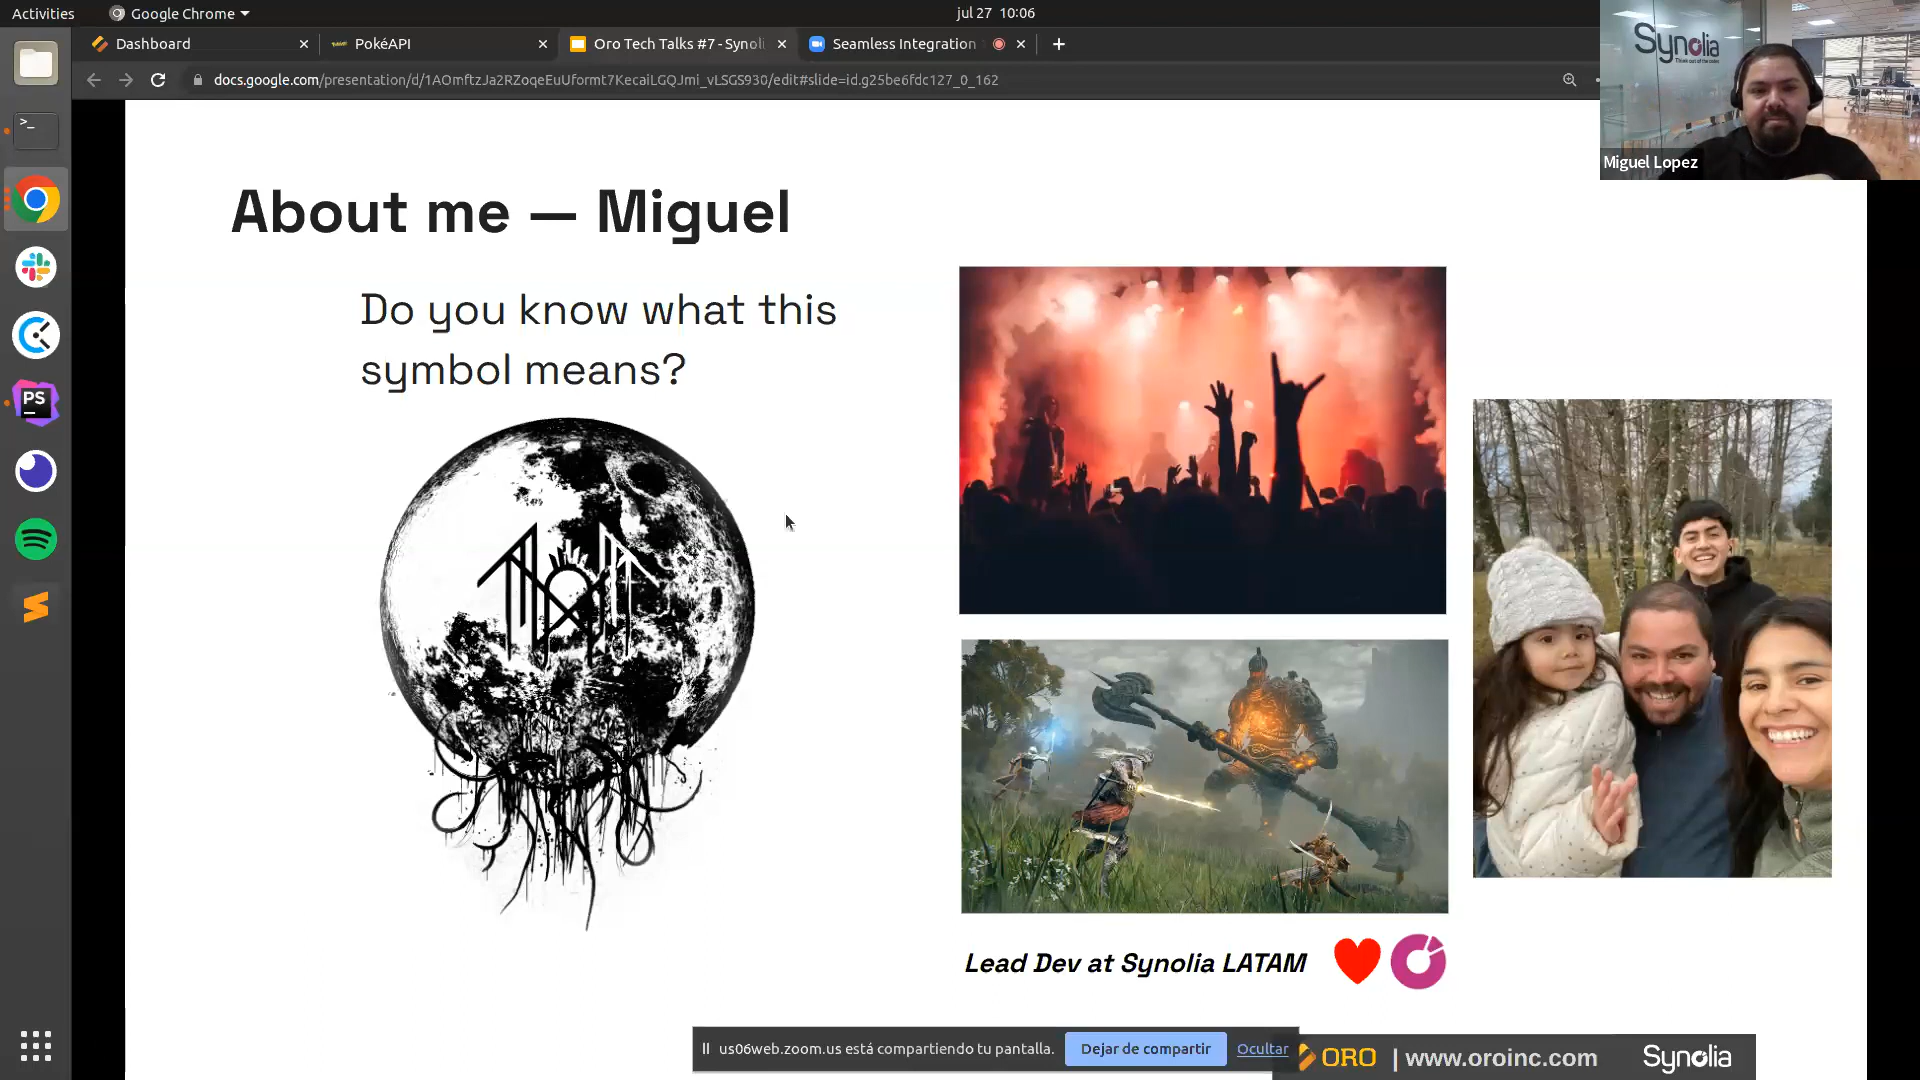 Activities
Google Chrome
jul 27 10:06
Dashboard
PokéAPI
Oro Tech Talks #7 - Synoli
Seamless Integration
docs.google.com/presentation/d/1AOmftzJa2RZoqeEuUformt7KecaiLGQJmi_vLSGS930/edit#slide=id.g25be6fdc127_0_162
Synolia
Miguel Lopez
About me — Miguel
Do you know what this
symbol means?
PS
Lead Dev at Synolia LATAM
us06web.zoom.us está compartiendo tu pantalla.
Dejar de compartir
Ocultar
ORO | www.oroinc.com
Synolia